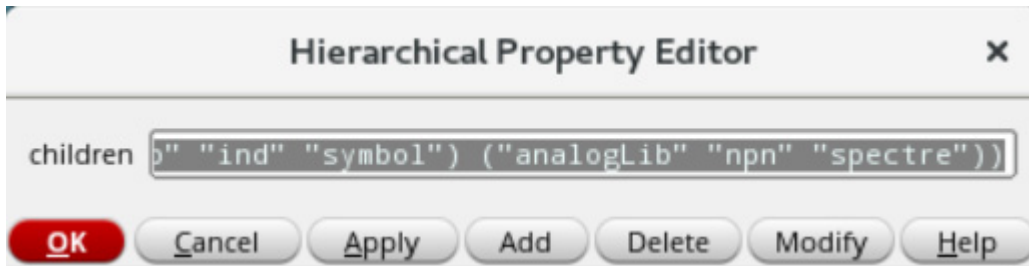 Hierarchical Property Editor ×
children " "ind" "symbol") ("analogLib" "npn" "spectre"))
OK Cancel Apply Add Delete Modify Help